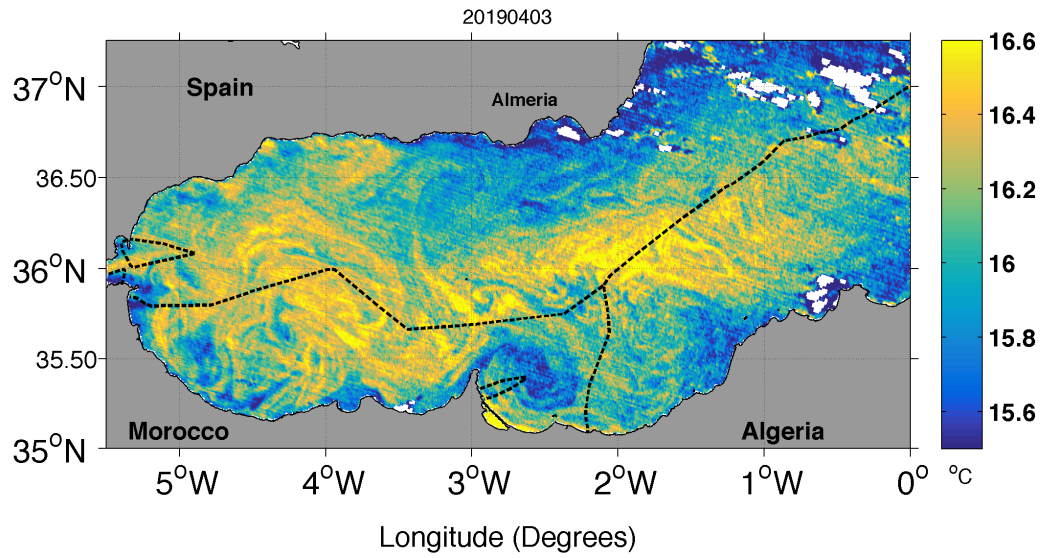 20190403
37°N
36.50
36°N
35.50
35°N
Spain
Almeria
Morocco
Algeria
5°W
4°W
3°W
2°W
1°W
0°
Longitude (Degrees)
16.6
16.4
16.2
16
15.8
15.6
°C